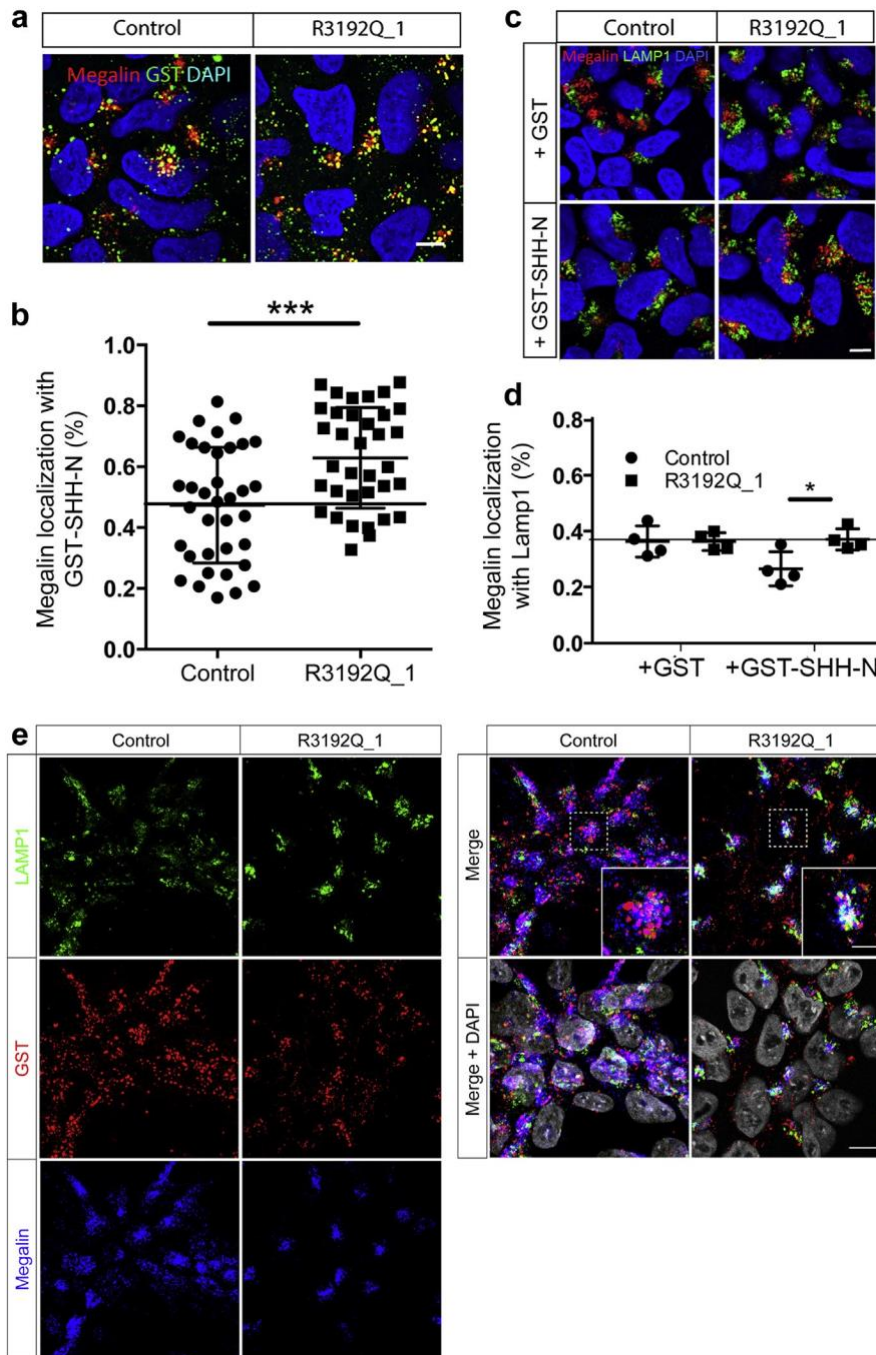 a
Control
R3192Q_1
Megalin GST DAPI
b
***
Megalin localization with
GST-SHH-N (%)
1.0
0.8
0.6
0.4
0.2
0.0
Control
R3192Q_1
c
Control
R3192Q_1
Megalin LAMP1 DAPI
+ GST
+ GST-SHH-N
d
Megalin localization
with Lamp1 (%)
0.8
0.6
0.4
0.2
0.0
Control
R3192Q_1
*
+GST
+GST-SHH-N
e
Control
R3192Q_1
LAMP1
GST
Megalin
Control
R3192Q_1
Merge
Merge + DAPI